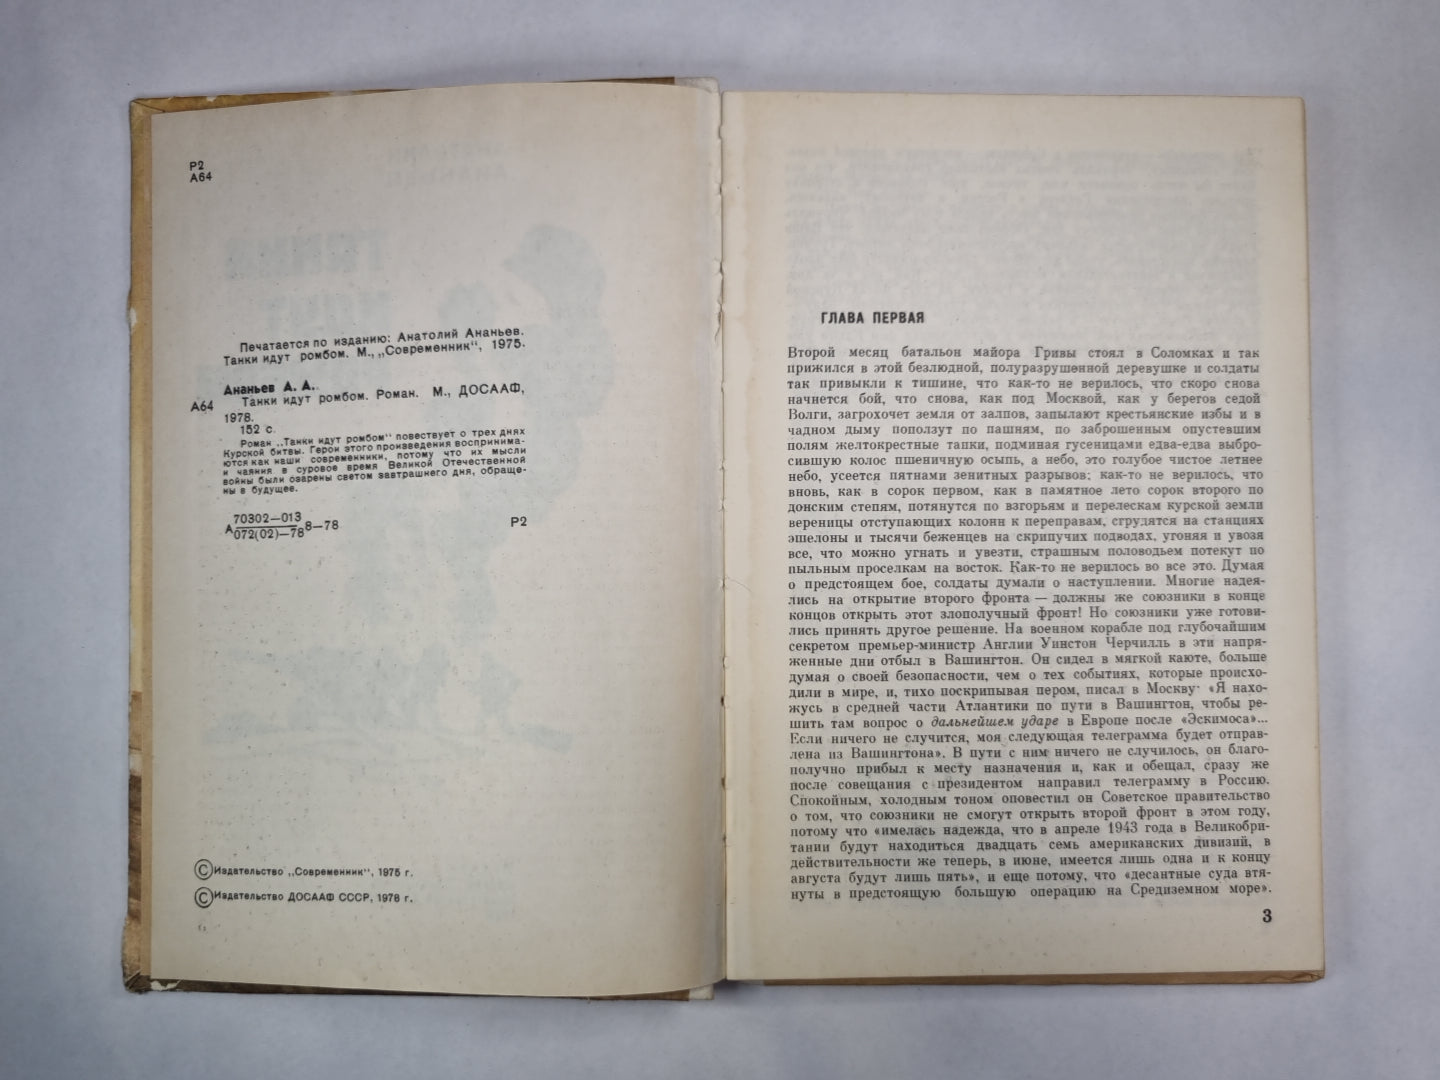 Р2
А64
Печатается по изданию: Анатолий Ананьев.
Танки идут ромбом. М., „Современник", 1975.
Ананьев А. А.
А64 Танки идут ромбом. Роман. М., ДОСААФ,
1978.
152 с.
Роман „Танки идут ромбом" повествует о трех днях
Курской битвы. Герои этого произведения воспринима-
ются как наши современники, потому что их мысли
и чаяния в суровое время Великой Отечественной
войны были озарены светом завтрашнего дня, обраще-
ны в будущее.
70302—013
А 8—78 Р2
072(02)—78
© Издательство „Современник", 1975 г.
© Издательство ДОСААФ СССР, 1978 г.
ГЛАВА ПЕРВАЯ
Второй месяц батальон майора Гривы стоял в Соломках и так
прижился в этой безлюдной, полуразрушенной деревушке и солдаты
так привыкли к тишине, что как-то не верилось, что скоро снова
начнется бой, что снова, как под Москвой, как у берегов седой
Волги, загрохочет земля от залпов, запылают крестьянские избы и в
чадном дыму поползут по пашням, по заброшенным опустевшим
полям желтокрестные танки, подминая гусеницами едва-едва выбро-
сившую колос пшеничную осыпь, а небо, это голубое чистое летнее
небо, усеется пятнами зенитных разрывов; как-то не верилось, что
вновь, как в сорок первом, как в памятное лето сорок второго по
донским степям, потянутся по взгорьям и перелескам курской земли
вереницы отступающих колонн к переправам, сгрудятся на станциях
эшелоны и тысячи беженцев на скрипучих подводах, угоняя и увозя
все, что можно угнать и увезти, страшным половодьем потекут по
пыльным проселкам на восток. Как-то не верилось во все это. Думая
о предстоящем бое, солдаты думали о наступлении. Многие надея-
лись на открытие второго фронта — должны же союзники в конце
концов открыть этот злополучный фронт! Но союзники уже готови-
лись принять другое решение. На военном корабле под глубочайшим
секретом премьер-министр Англии Уинстон Черчилль в эти напря-
женные дни отбыл в Вашингтон. Он сидел в мягкой каюте, больше
думая о своей безопасности, чем о тех событиях, которые происхо-
дили в мире, и, тихо поскрипывая пером, писал в Москву: «Я нахо-
жусь в средней части Атлантики по пути в Вашингтон, чтобы ре-
шить там вопрос о дальнейшем ударе в Европе после «Эскимоса»...
Если ничего не случится, моя следующая телеграмма будет отправ-
лена из Вашингтона». В пути с ним ничего не случилось, он благо-
получно прибыл к месту назначения и, как и обещал, сразу же
после совещания с президентом направил телеграмму в Россию.
Спокойным, холодным тоном оповестил он Советское правительство
о том, что союзники не смогут открыть второй фронт в этом году,
потому что «имелась надежда, что в апреле 1943 года в Великобри-
тании будут находиться двадцать семь американских дивизий, в
действительности же теперь, в июне, имеется лишь одна и к концу
августа будут лишь пять», и еще потому, что «десантные суда втя-
нуты в предстоящую большую операцию на Средиземном море».
3